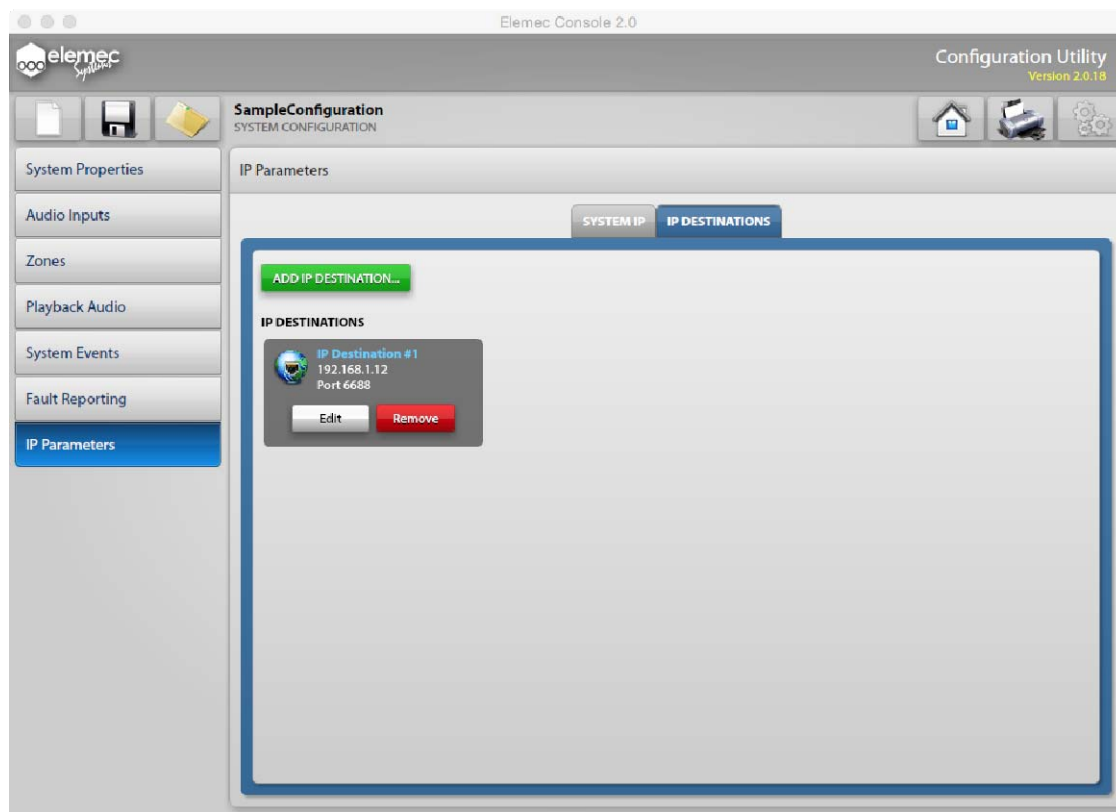 Elemec Console 2.0
elemec
Systems
Configuration Utility
Version 2.0.18
SampleConfiguration
SYSTEM CONFIGURATION
System Properties
Audio Inputs
Zones
Playback Audio
System Events
Fault Reporting
IP Parameters
IP Parameters
SYSTEM IP
IP DESTINATIONS
ADD IP DESTINATION...
IP DESTINATIONS
IP Destination #1
192.168.1.12
Port 6688
Edit
Remove